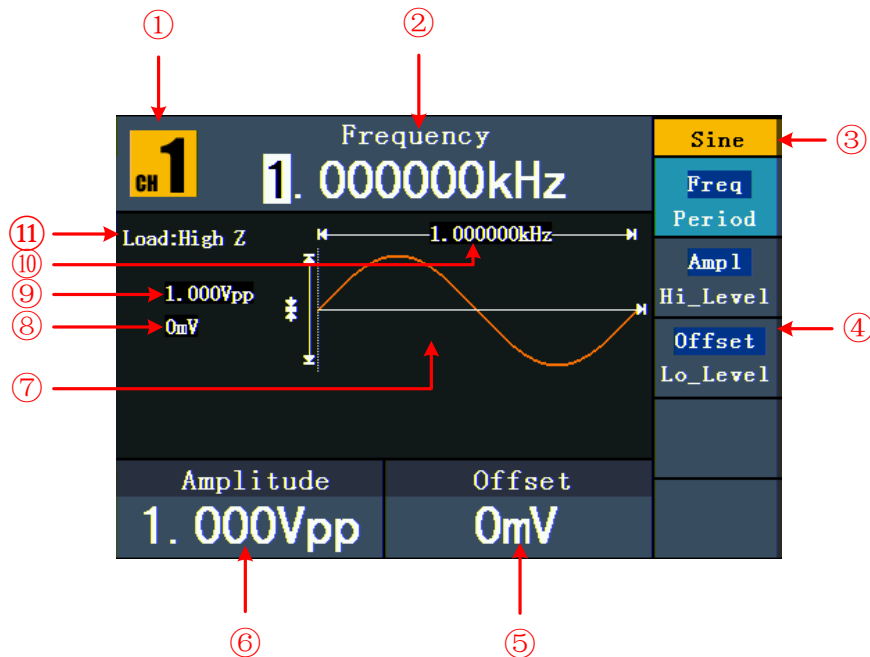 ① ②
CH 1
Frequency
1.000000kHz
Sine ③
Freq
Period
Ampl
Hi_Level
Offset
Lo_Level
④
⑪ Load:High Z
⑩ 1.000000kHz
⑨ 1.000Vpp
⑧ 0mV
⑦
Amplitude
1.000Vpp
Offset
0mV
⑥ ⑤